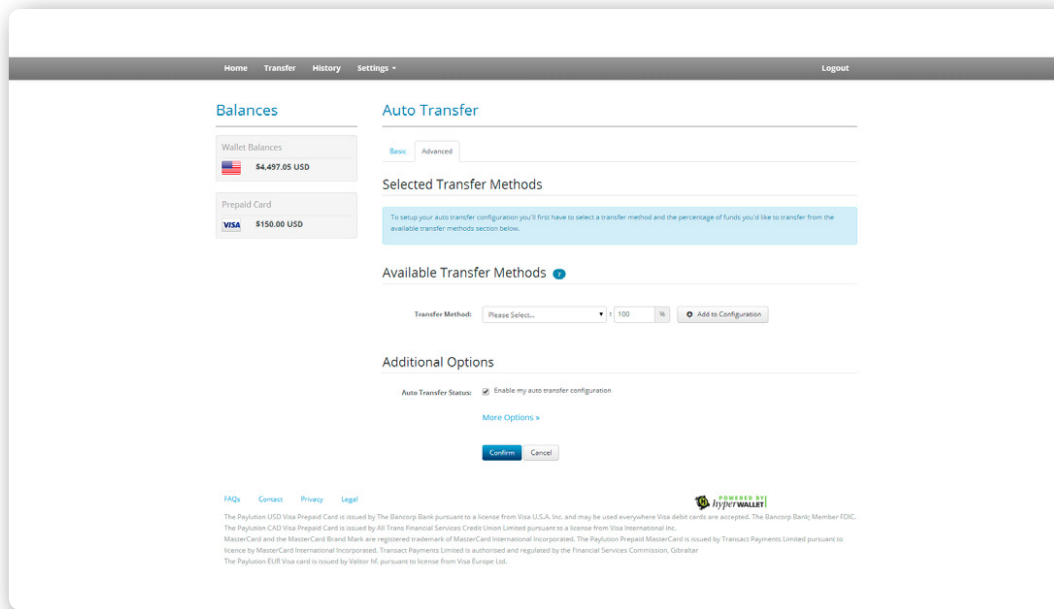 Home Transfer History Settings Logout
Balances
Wallet Balances
$4,497.05 USD
Prepaid Card
VISA $150.00 USD
Auto Transfer
Basic Advanced
Selected Transfer Methods
To setup your auto transfer configuration you'll first have to select a transfer method and the percentage of funds you'd like to transfer from the
available transfer methods section below.
Available Transfer Methods ?
Transfer Method: Please Select... : 100 % Add to Configuration
Additional Options
Auto Transfer Status: Enable my auto transfer configuration
More Options »
Confirm Cancel
FAQs Contact Privacy Legal
POWERED BY
hyperWALLET
The Paylution USD Visa Prepaid Card is issued by The Bancorp Bank pursuant to a license from Visa U.S.A. Inc. and may be used everywhere Visa debit cards are accepted. The Bancorp Bank; Member FDIC.
The Paylution CAD Visa Prepaid Card is issued by All Trans Financial Services Credit Union Limited pursuant to a license from Visa International Inc.
MasterCard and the MasterCard Brand Mark are registered trademark of MasterCard International Incorporated. The Paylution Prepaid MasterCard is issued by Transact Payments Limited pursuant to
licence by MasterCard International Incorporated. Transact Payments Limited is authorised and regulated by the Financial Services Commission, Gibraltar
The Paylution EUR Visa card is issued by Valitor hf. pursuant to license from Visa Europe Ltd.